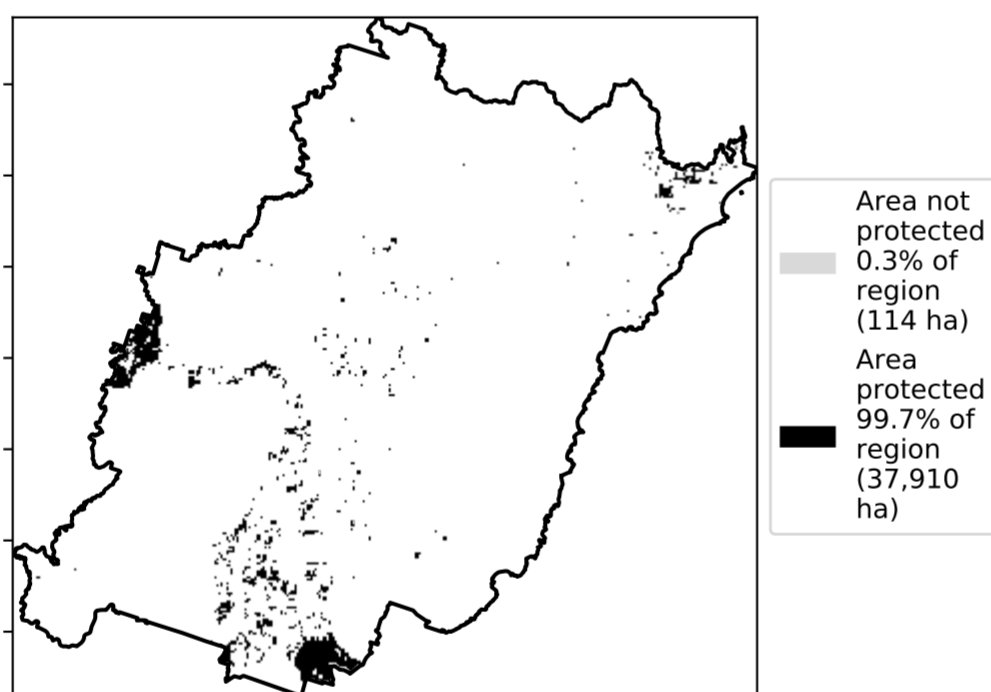 Area not
protected
0.3% of
region
(114 ha)
Area
protected
99.7% of
region
(37,910
ha)